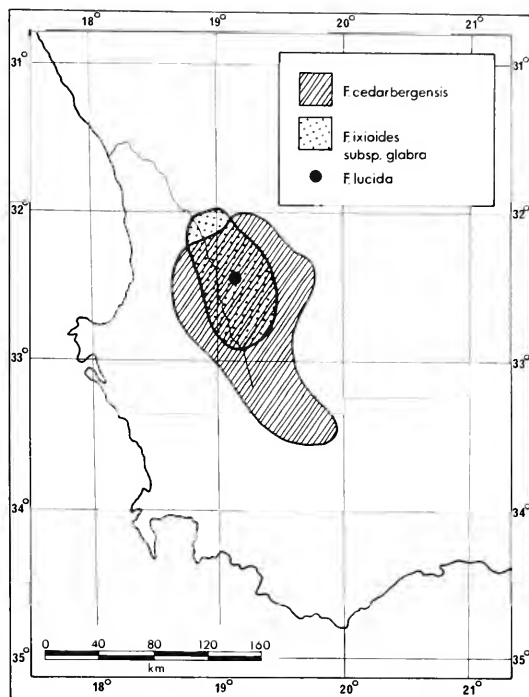 18° 19° 20° 21°
31° 31°
F. cedarbergensis
F. ixioides
subsp. glabra
F. lucida
32° 32°
33° 33°
34° 34°
0 40 80 120 160
km
35° 35°
18° 19° 20° 21°